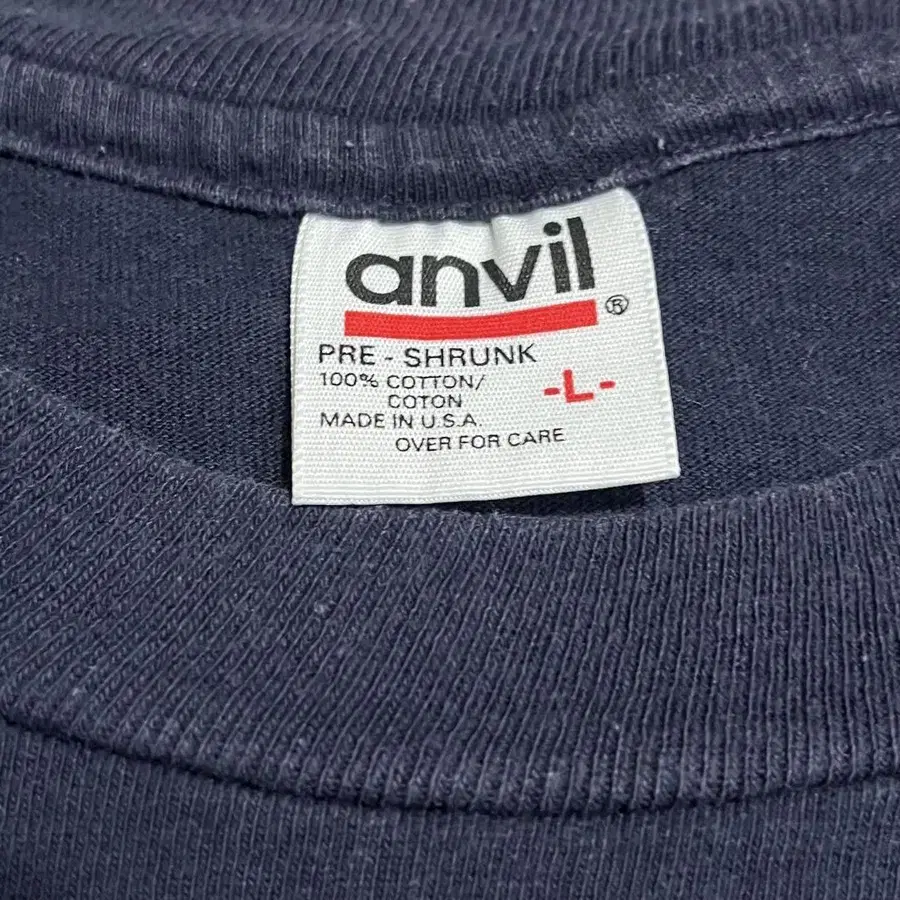 anvil ®
PRE - SHRUNK
100% COTTON/
COTON
-L-
MADE IN U.S.A.
OVER FOR CARE